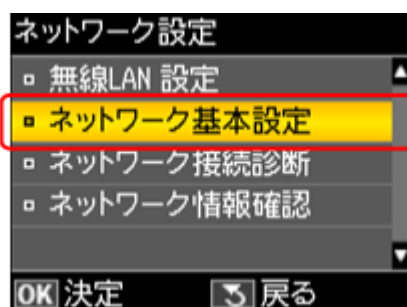 ネットワーク設定
無線LAN 設定
ネットワーク基本設定
ネットワーク接続診断
ネットワーク情報確認
OK 決定 戻る